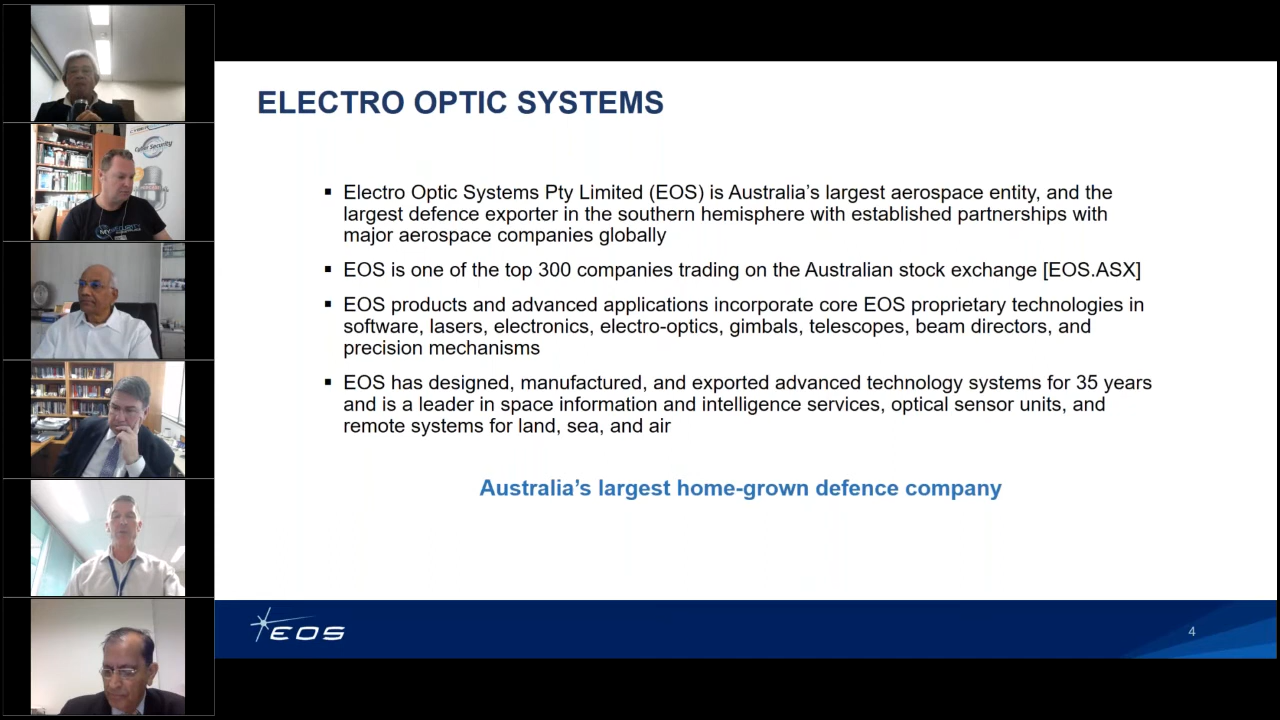 ELECTRO OPTIC SYSTEMS
▪ Electro Optic Systems Pty Limited (EOS) is Australia's largest aerospace entity, and the
largest defence exporter in the southern hemisphere with established partnerships with
major aerospace companies globally
▪ EOS is one of the top 300 companies trading on the Australian stock exchange [EOS.ASX]
▪ EOS products and advanced applications incorporate core EOS proprietary technologies in
software, lasers, electronics, electro-optics, gimbals, telescopes, beam directors, and
precision mechanisms
▪ EOS has designed, manufactured, and exported advanced technology systems for 35 years
and is a leader in space information and intelligence services, optical sensor units, and
remote systems for land, sea, and air
Australia's largest home-grown defence company
EOS
4
Cyber Security